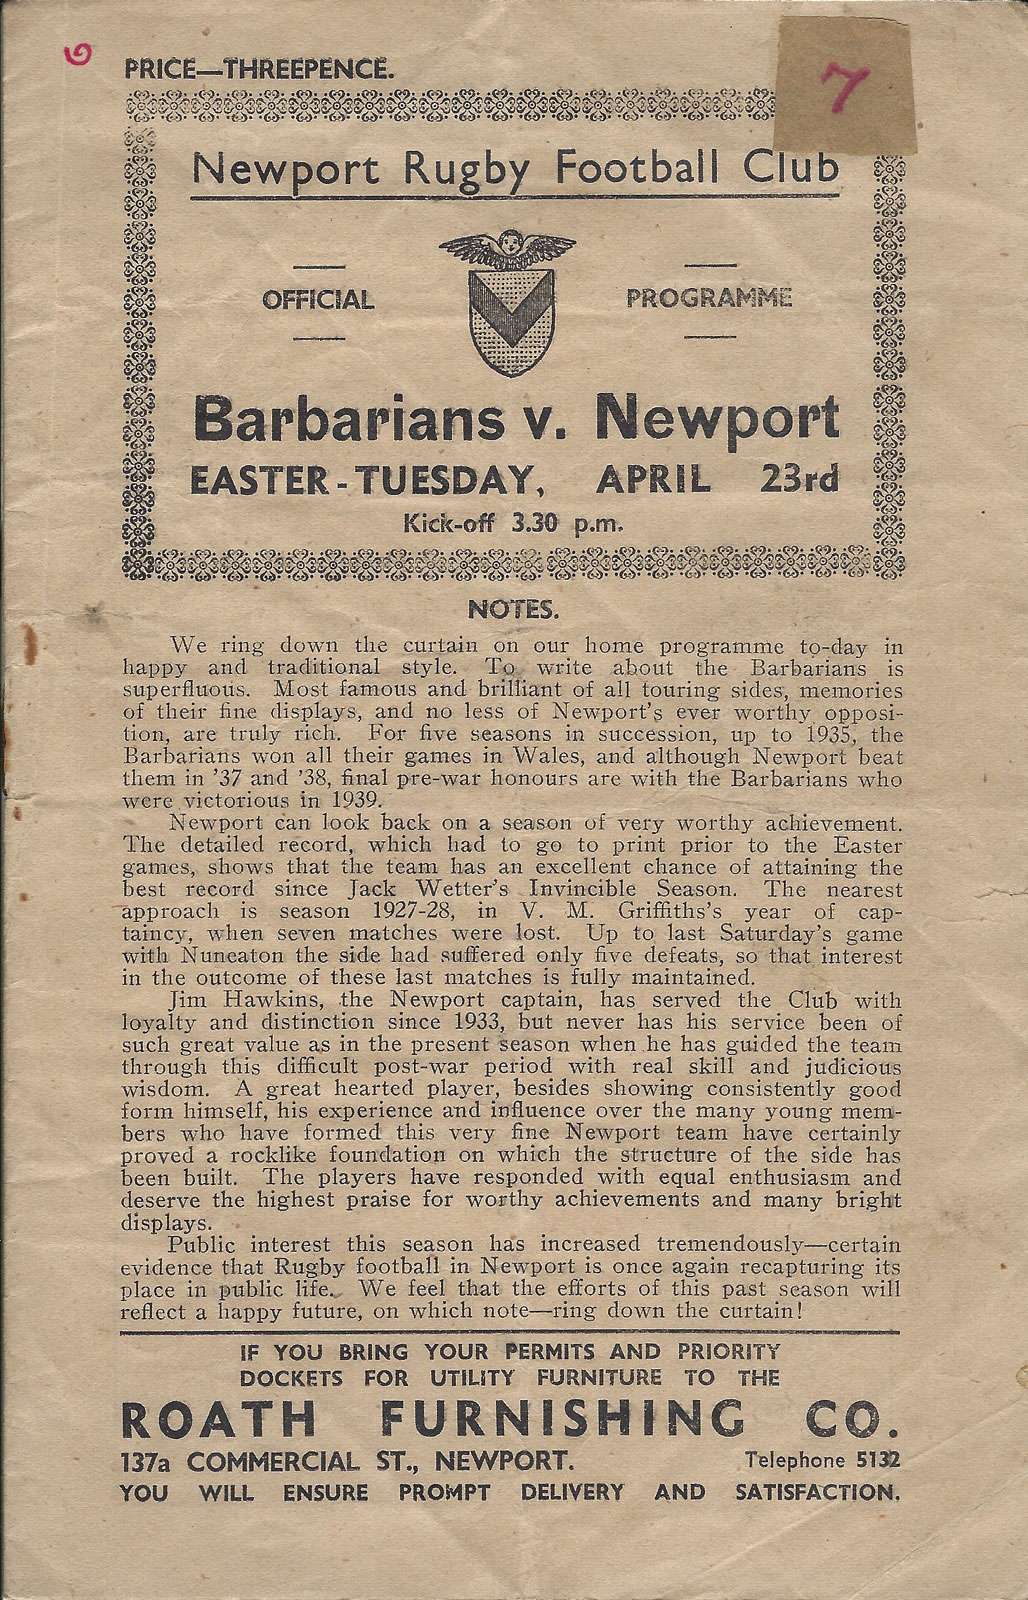 PRICE—THREEPENCE.
7
Newport Rugby Football Club
OFFICIAL PROGRAMME
Barbarians v. Newport
EASTER-TUESDAY, APRIL 23rd
Kick-off 3.30 p.m.
NOTES.
We ring down the curtain on our home programme to-day in
happy and traditional style. To write about the Barbarians is
superfluous. Most famous and brilliant of all touring sides, memories
of their fine displays, and no less of Newport's ever worthy opposi-
tion, are truly rich. For five seasons in succession, up to 1935, the
Barbarians won all their games in Wales, and although Newport beat
them in '37 and '38, final pre-war honours are with the Barbarians who
were victorious in 1939.
Newport can look back on a season of very worthy achievement.
The detailed record, which had to go to print prior to the Easter
games, shows that the team has an excellent chance of attaining the
best record since Jack Wetter's Invincible Season. The nearest
approach is season 1927-28, in V. M. Griffiths's year of cap-
taincy, when seven matches were lost. Up to last Saturday's game
with Nuneaton the side had suffered only five defeats, so that interest
in the outcome of these last matches is fully maintained.
Jim Hawkins, the Newport captain, has served the Club with
loyalty and distinction since 1933, but never has his service been of
such great value as in the present season when he has guided the team
through this difficult post-war period with real skill and judicious
wisdom. A great hearted player, besides showing consistently good
form himself, his experience and influence over the many young mem-
bers who have formed this very fine Newport team have certainly
proved a rocklike foundation on which the structure of the side has
been built. The players have responded with equal enthusiasm and
deserve the highest praise for worthy achievements and many bright
displays.
Public interest this season has increased tremendously—certain
evidence that Rugby football in Newport is once again recapturing its
place in public life. We feel that the efforts of this past season will
reflect a happy future, on which note—ring down the curtain!
IF YOU BRING YOUR PERMITS AND PRIORITY
DOCKETS FOR UTILITY FURNITURE TO THE
ROATH FURNISHING CO.
137a COMMERCIAL ST., NEWPORT. Telephone 5132
YOU WILL ENSURE PROMPT DELIVERY AND SATISFACTION.